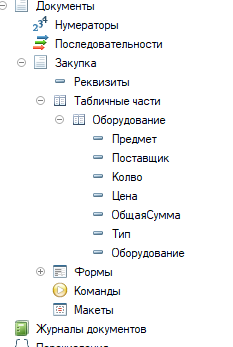 Документы
Нумераторы
Последовательности
Закупка
Реквизиты
Табличные части
Оборудование
Предмет
Поставщик
Колво
Цена
ОбщаяСумма
Тип
Оборудование
Формы
Команды
Макеты
Журналы документов
Перечисления